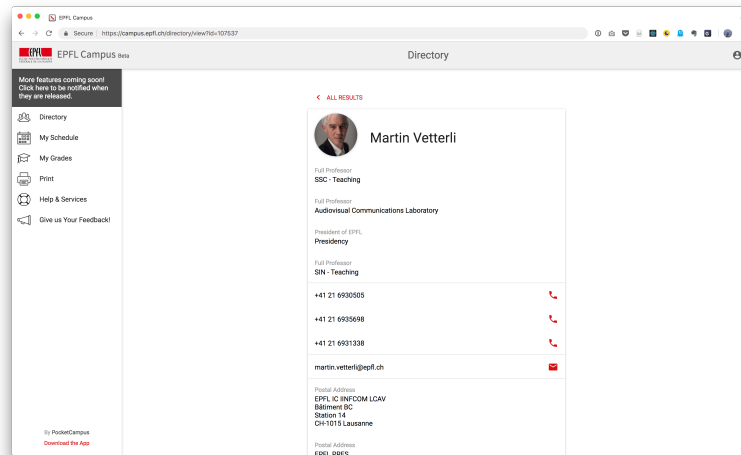 EPFL Campus
Secure
https://campus.epfl.ch/directory/view?id=107537
EPFL
EPFL Campus Beta
Directory
More features coming soon!
Click here to be notified when
they are released.
Directory
My Schedule
My Grades
Print
Help & Services
Give us Your Feedback!
By PocketCampus
Download the App
ALL RESULTS
Martin Vetterli
Full Professor
SSC - Teaching
Full Professor
Audiovisual Communications Laboratory
President of EPFL
Presidency
Full Professor
SIN - Teaching
+41 21 6930505
+41 21 6935698
+41 21 6931338
martin.vetterli@epfl.ch
Postal Address
EPFL IC IINFCOM LCAV
Bâtiment BC
Station 14
CH-1015 Lausanne
Postal Address
EPFL PRES